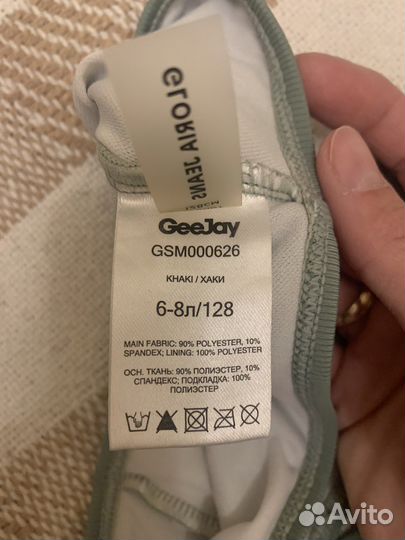 GLORIA JEANS
GeeJay
GSM000626
KHAKI / ХАКИ
6-8л/128
MAIN FABRIC: 90% POLYESTER, 10%
SPANDEX; LINING: 100% POLYESTER
ОСН. ТКАНЬ: 90% ПОЛИЭСТЕР, 10%
СПАНДЕКС; ПОДКЛАДКА: 100%
ПОЛИЭСТЕР
Avito